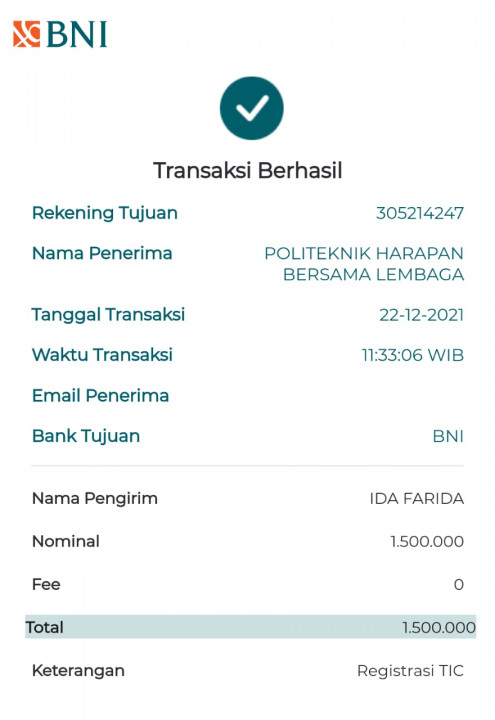 BNI
Transaksi Berhasil
Rekening Tujuan 305214247
Nama Penerima POLITEKNIK HARAPAN
BERSAMA LEMBAGA
Tanggal Transaksi 22-12-2021
Waktu Transaksi 11:33:06 WIB
Email Penerima
Bank Tujuan BNI
Nama Pengirim IDA FARIDA
Nominal 1.500.000
Fee 0
Total 1.500.000
Keterangan Registrasi TIC